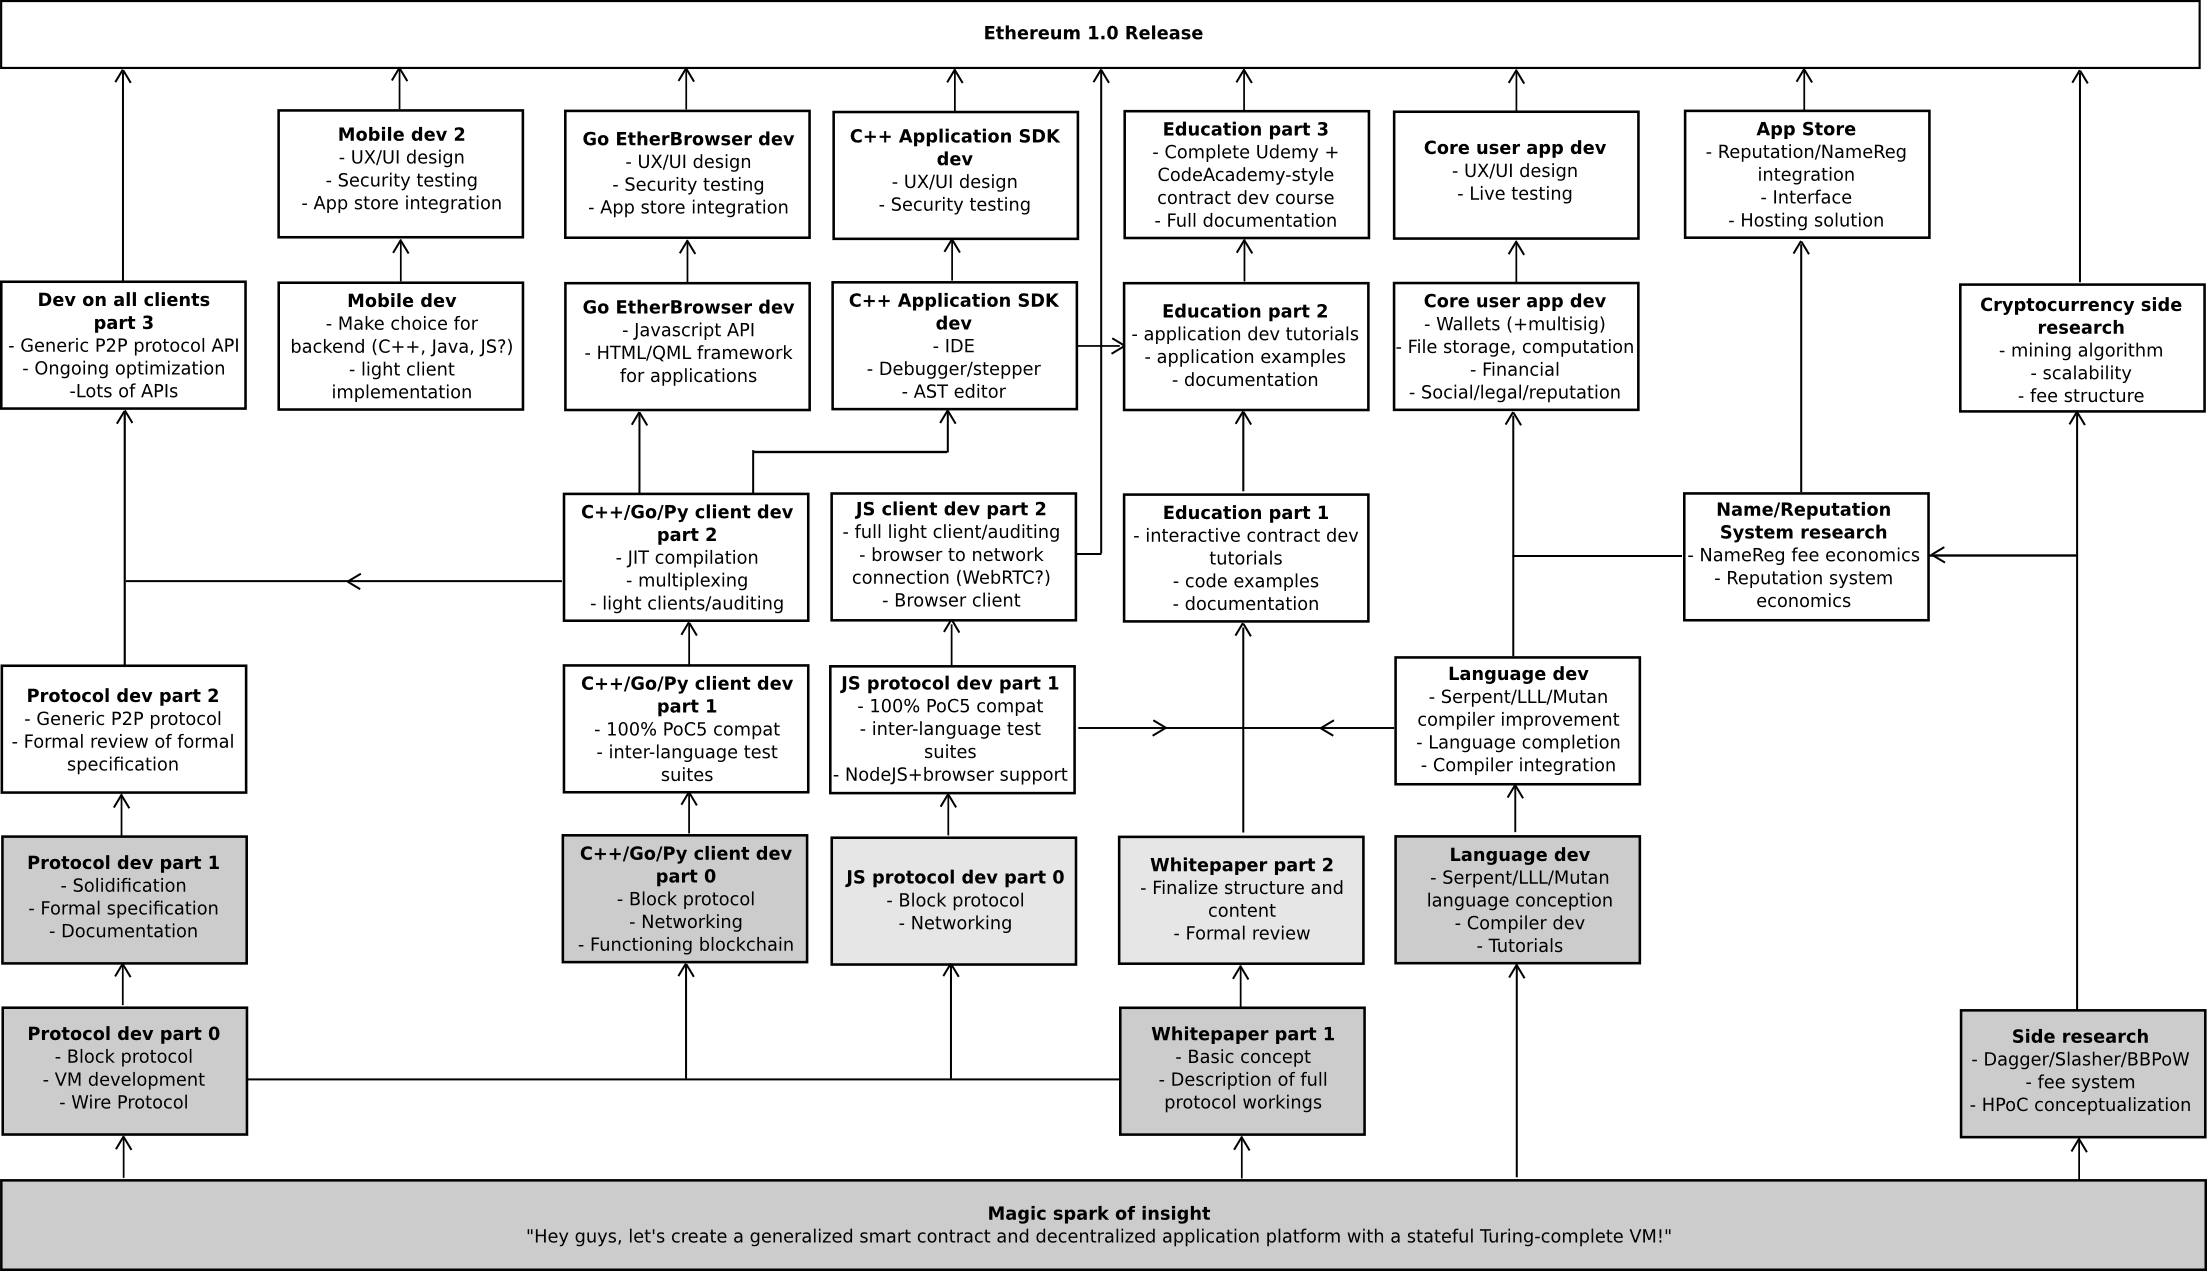 Ethereum 1.0 Release
Mobile dev 2
- UX/UI design
- Security testing
- App store integration
Go EtherBrowser dev
- UX/UI design
- Security testing
- App store integration
C++ Application SDK
dev
- UX/UI design
- Security testing
Education part 3
- Complete Udemy +
CodeAcademy-style
contract dev course
- Full documentation
Core user app dev
- UX/UI design
- Live testing
App Store
- Reputation/NameReg
integration
- Interface
- Hosting solution
Dev on all clients
part 3
- Generic P2P protocol API
- Ongoing optimization
-Lots of APIs
Mobile dev
- Make choice for
backend (C++, Java, JS?)
- light client
implementation
Go EtherBrowser dev
- Javascript API
- HTML/QML framework
for applications
C++ Application SDK
dev
- IDE
- Debugger/stepper
- AST editor
Education part 2
- application dev tutorials
- application examples
- documentation
Core user app dev
- Wallets (+multisig)
- File storage, computation
- Financial
- Social/legal/reputation
Cryptocurrency side
research
- mining algorithm
- scalability
- fee structure
C++/Go/Py client dev
part 2
- JIT compilation
- multiplexing
- light clients/auditing
JS client dev part 2
- full light client/auditing
- browser to network
connection (WebRTC?)
- Browser client
Education part 1
- interactive contract dev
tutorials
- code examples
- documentation
Name/Reputation
System research
- NameReg fee economics
- Reputation system
economics
Protocol dev part 2
- Generic P2P protocol
- Formal review of formal
specification
C++/Go/Py client dev
part 1
- 100% PoC5 compat
- inter-language test
suites
JS protocol dev part 1
- 100% PoC5 compat
- inter-language test
suites
- NodeJS+browser support
Language dev
- Serpent/LLL/Mutan
compiler improvement
- Language completion
- Compiler integration
Protocol dev part 1
- Solidification
- Formal specification
- Documentation
C++/Go/Py client dev
part 0
- Block protocol
- Networking
- Functioning blockchain
JS protocol dev part 0
- Block protocol
- Networking
Whitepaper part 2
- Finalize structure and
content
- Formal review
Language dev
- Serpent/LLL/Mutan
language conception
- Compiler dev
- Tutorials
Protocol dev part 0
- Block protocol
- VM development
- Wire Protocol
Whitepaper part 1
- Basic concept
- Description of full
protocol workings
Side research
- Dagger/Slasher/BBPoW
- fee system
- HPoC conceptualization
Magic spark of insight
"Hey guys, let's create a generalized smart contract and decentralized application platform with a stateful Turing-complete VM!"